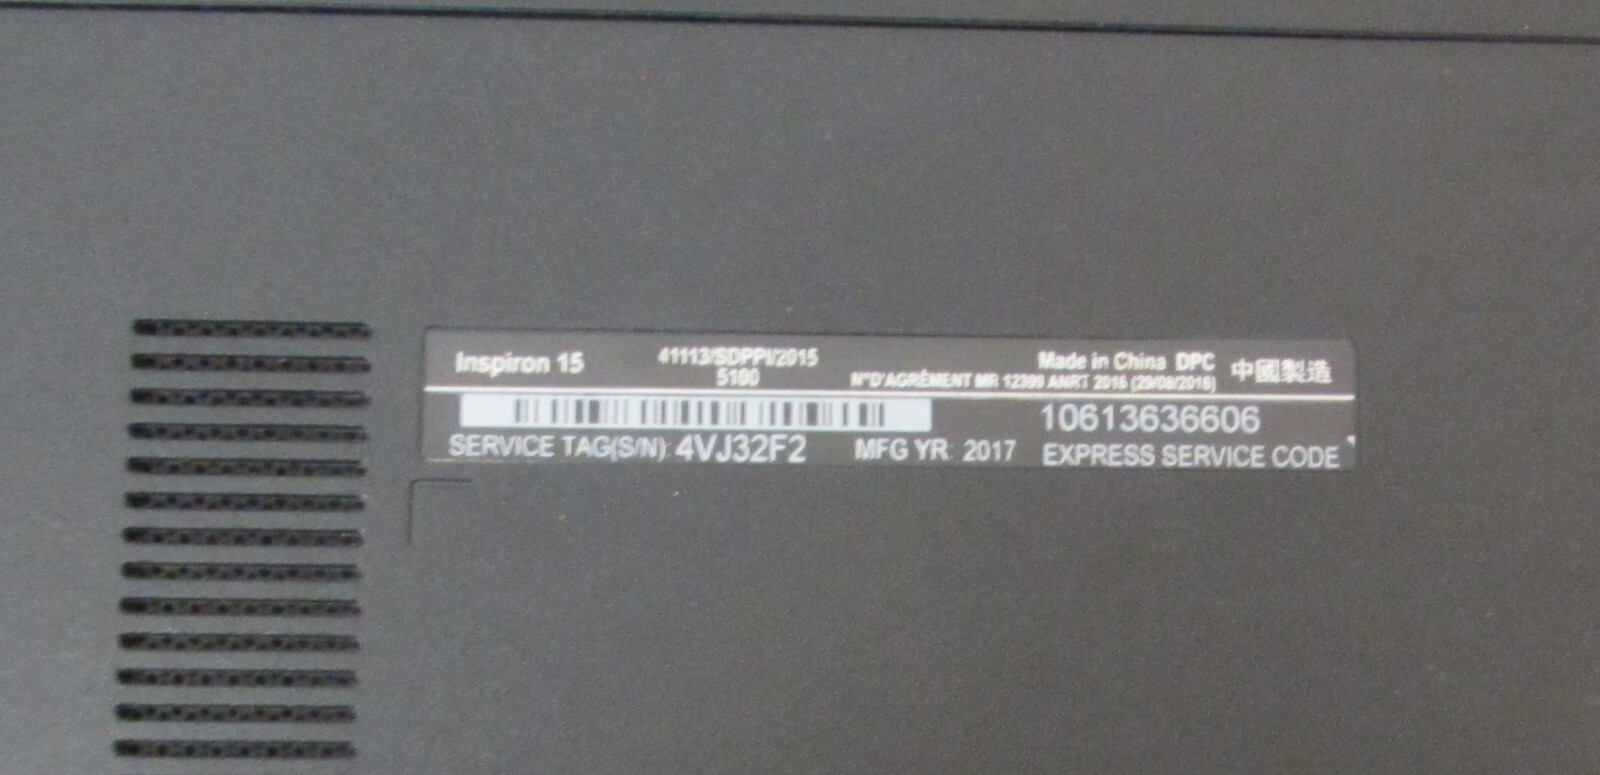 Inspiron 15
41113/SDPPI/2015
5100
Made in China DPC 中國製造
N°D'AGRÉMENT MR 12399 ANRT 2016 (29/08/2016)
10613636606
SERVICE TAG(S/N): 4VJ32F2 MFG YR: 2017 EXPRESS SERVICE CODE